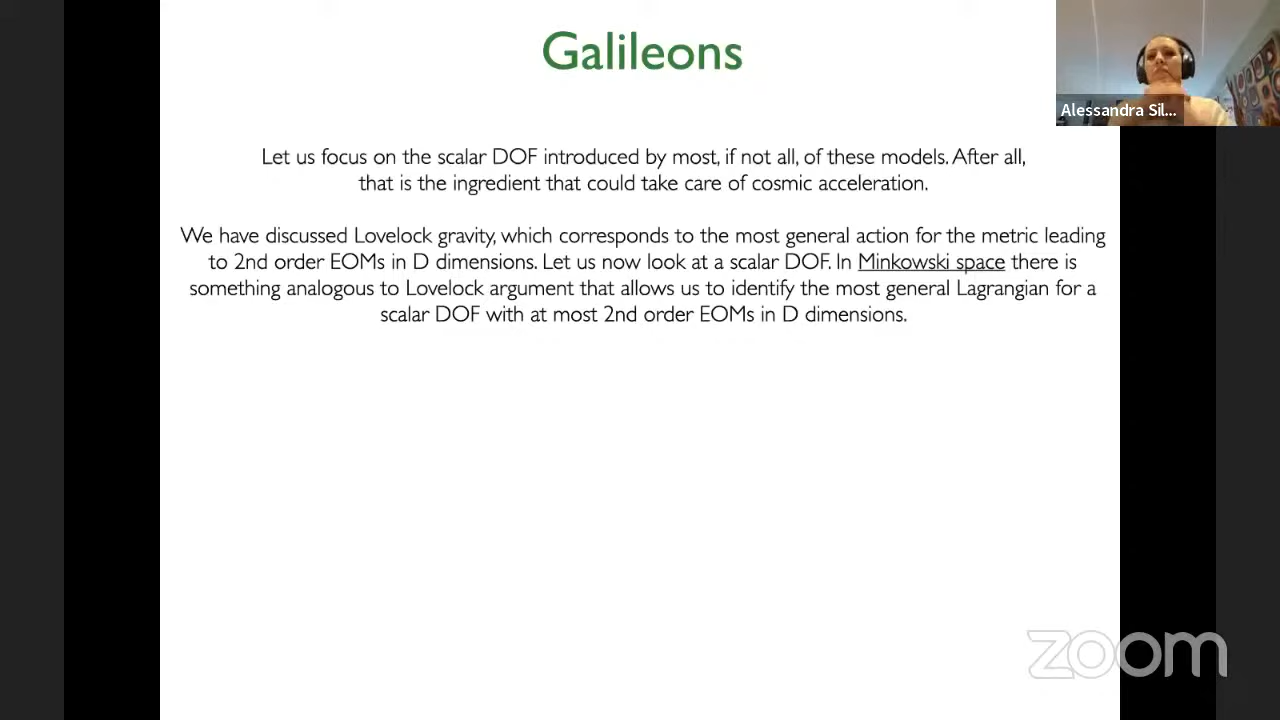 Galileons
Alessandra Sil...
Let us focus on the scalar DOF introduced by most, if not all, of these models. After all,
that is the ingredient that could take care of cosmic acceleration.
We have discussed Lovelock gravity, which corresponds to the most general action for the metric leading
to 2nd order EOMs in D dimensions. Let us now look at a scalar DOF. In Minkowski space there is
something analogous to Lovelock argument that allows us to identify the most general Lagrangian for a
scalar DOF with at most 2nd order EOMs in D dimensions.
zoom